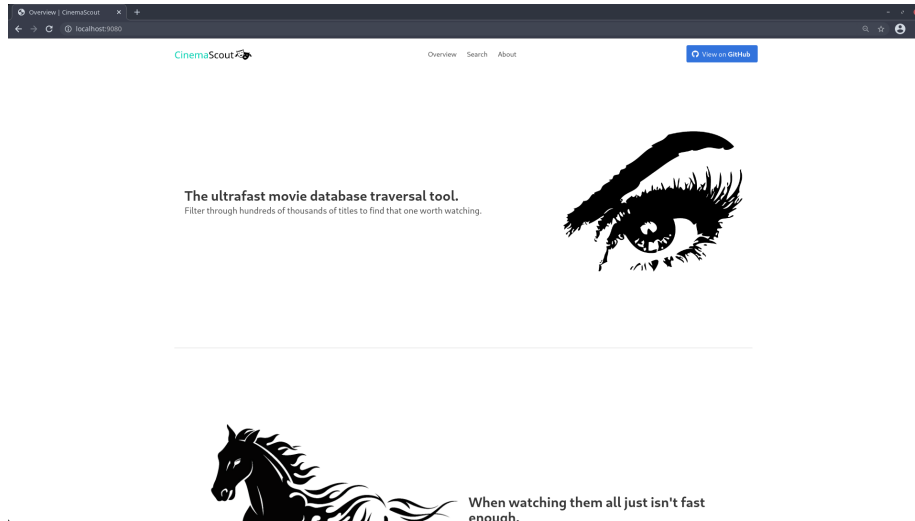 Overview | CinemaScout
localhost:9080
CinemaScout
Overview Search About
View on GitHub
The ultrafast movie database traversal tool.
Filter through hundreds of thousands of titles to find that one worth watching.
When watching them all just isn't fast
enough.